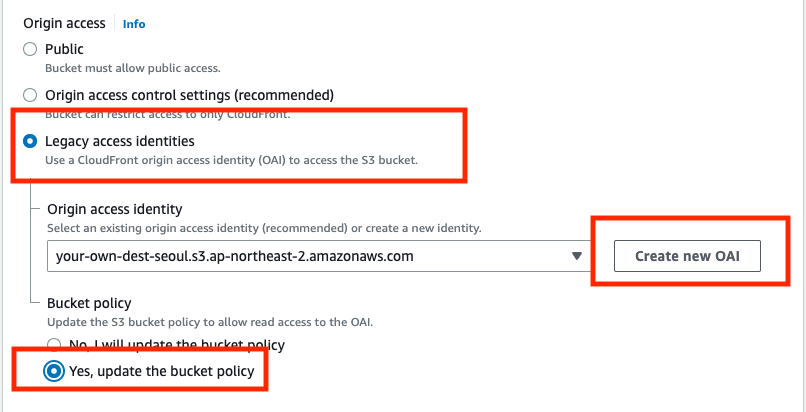 Origin access Info
Public
Bucket must allow public access.
Origin access control settings (recommended)
Bucket can restrict access to only CloudFront.
Legacy access identities
Use a CloudFront origin access identity (OAI) to access the S3 bucket.
Origin access identity
Select an existing origin access identity (recommended) or create a new identity.
your-own-dest-seoul.s3.ap-northeast-2.amazonaws.com
Create new OAI
Bucket policy
Update the S3 bucket policy to allow read access to the OAI.
No, I will update the bucket policy
Yes, update the bucket policy